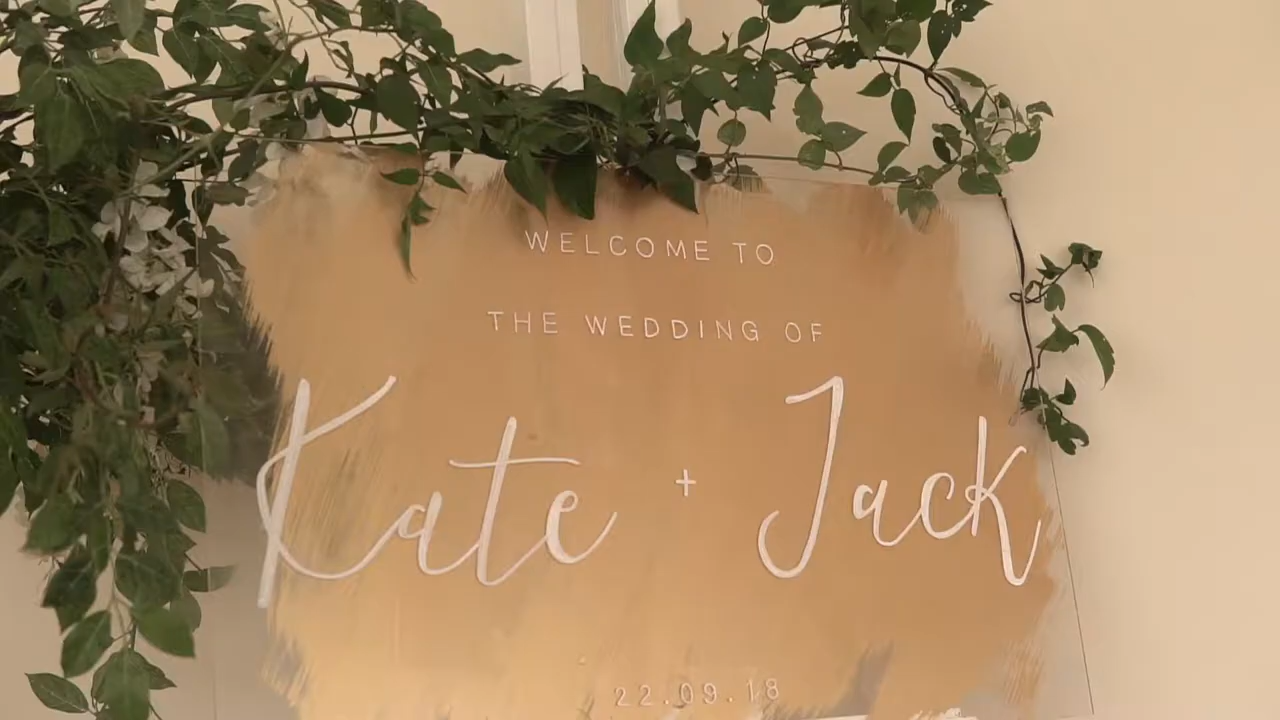 WELCOME TO
THE WEDDING OF
Kate + Jack
22.09.18